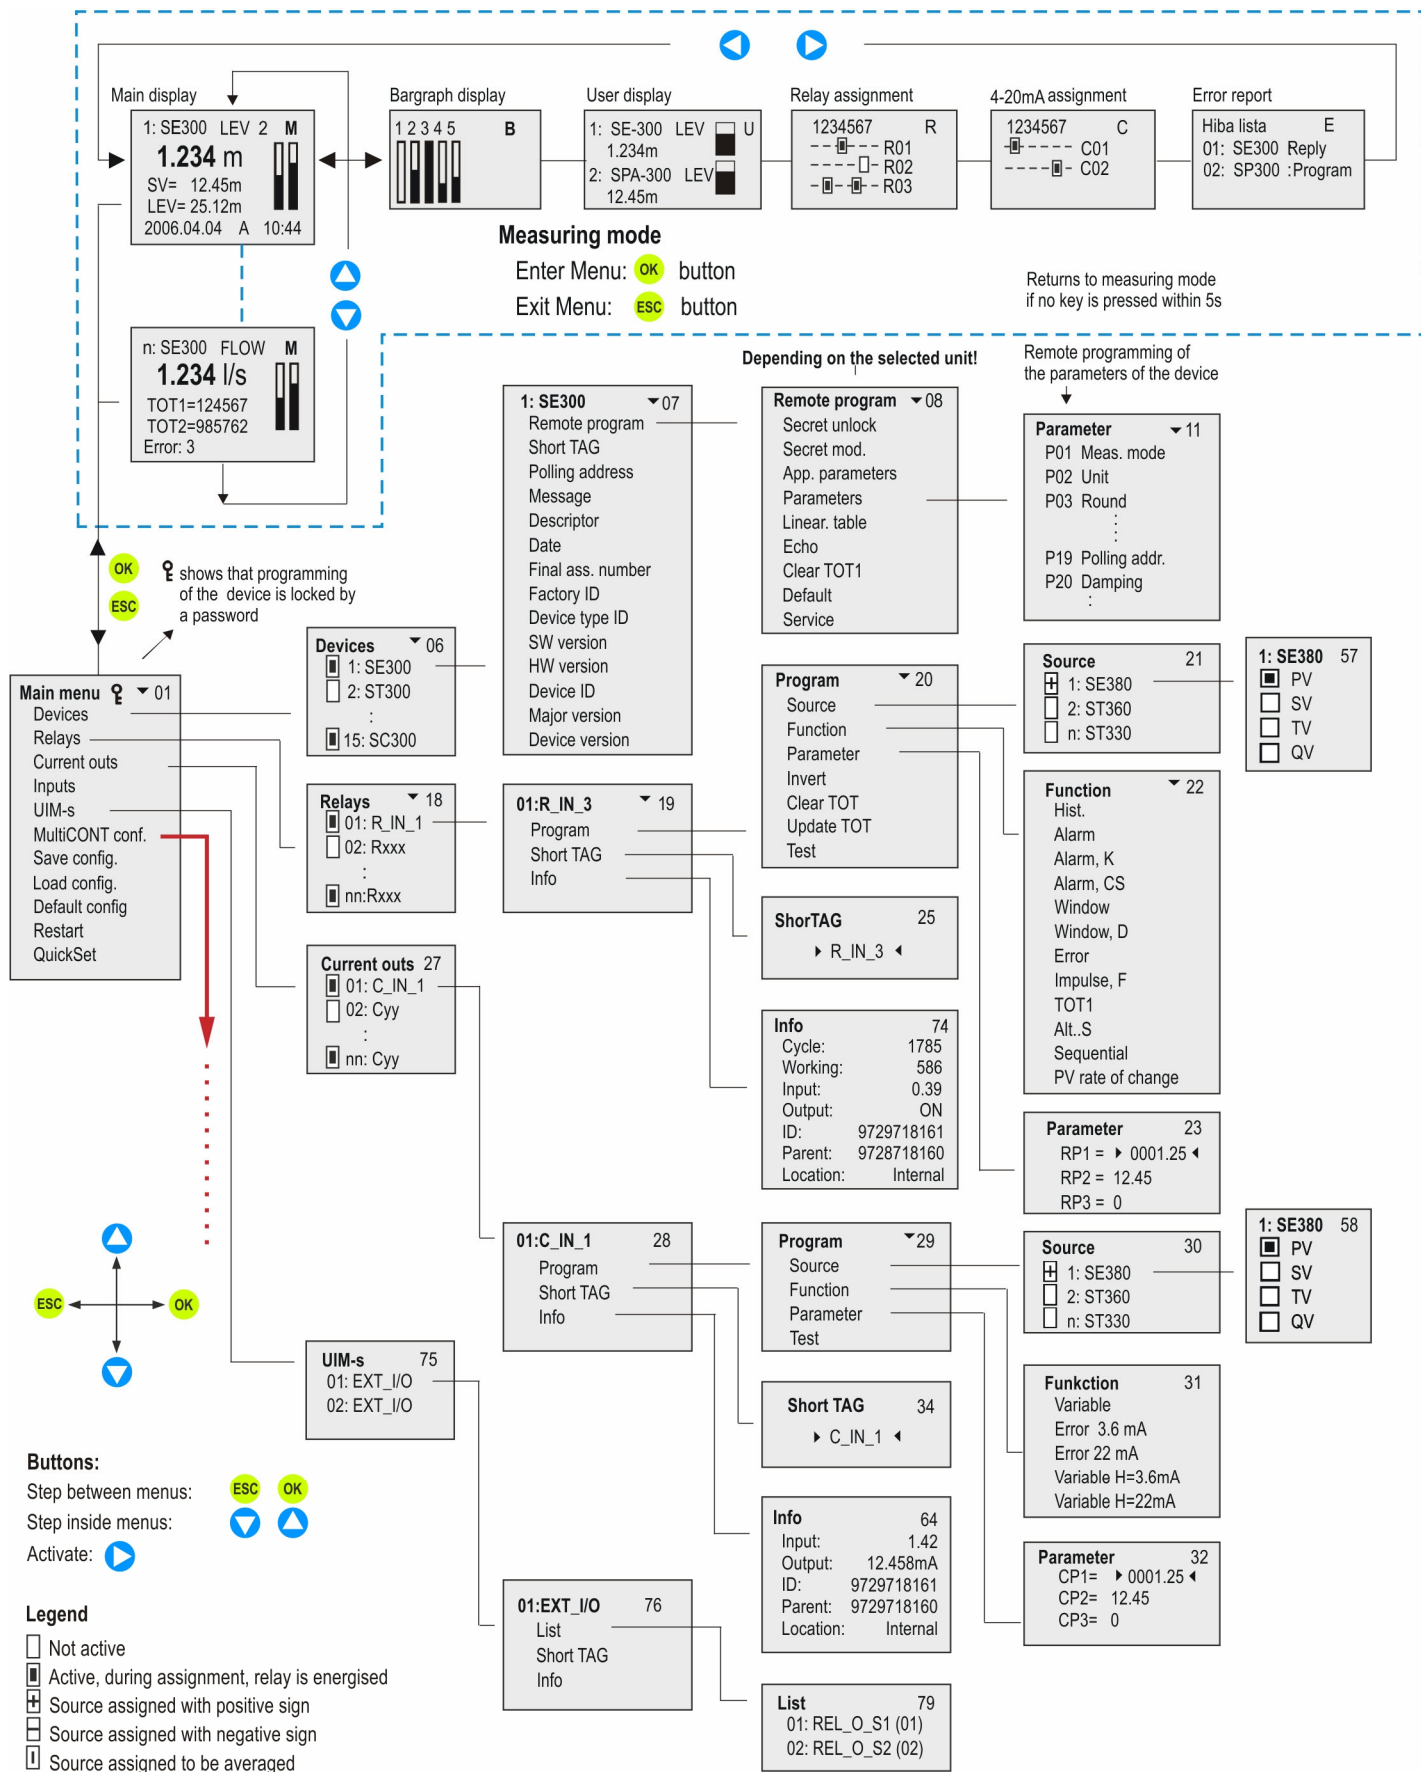 Main display
1: SE300 LEV 2 M
1.234 m
SV= 12.45m
LEV= 25.12m
2006.04.04 A 10:44
Bargraph display
1 2 3 4 5 B
User display
1: SE-300 LEV U
1.234m
2: SPA-300 LEV
12.45m
Relay assignment
1234567 R
R01
R02
R03
4-20mA assignment
1234567 C
C01
C02
Error report
Hiba lista E
01: SE300 Reply
02: SP300 :Program
Measuring mode
Enter Menu: OK button
Exit Menu: ESC button
Returns to measuring mode
if no key is pressed within 5s
n: SE300 FLOW M
1.234 l/s
TOT1=124567
TOT2=985762
Error: 3
Depending on the selected unit!
Remote programming of
the parameters of the device
OK
ESC
shows that programming
of the device is locked by
a password
Main menu 01
Devices
Relays
Current outs
Inputs
UIM-s
MultiCONT conf.
Save config.
Load config.
Default config
Restart
QuickSet
Devices 06
1: SE300
2: ST300
:
15: SC300
1: SE300 07
Remote program
Short TAG
Polling address
Message
Descriptor
Date
Final ass. number
Factory ID
Device type ID
SW version
HW version
Device ID
Major version
Device version
Remote program 08
Secret unlock
Secret mod.
App. parameters
Parameters
Linear. table
Echo
Clear TOT1
Default
Service
Parameter 11
P01 Meas. mode
P02 Unit
P03 Round
:
:
P19 Polling addr.
P20 Damping
:
Relays 18
01: R_IN_1
02: Rxxx
:
nn:Rxxx
01:R_IN_3 19
Program
Short TAG
Info
Program 20
Source
Function
Parameter
Invert
Clear TOT
Update TOT
Test
Source 21
1: SE380
2: ST360
n: ST330
1: SE380 57
PV
SV
TV
QV
Function 22
Hist.
Alarm
Alarm, K
Alarm, CS
Window
Window, D
Error
Impulse, F
TOT1
Alt..S
Sequential
PV rate of change
ShorTAG 25
R_IN_3
Info 74
Cycle: 1785
Working: 586
Input: 0.39
Output: ON
ID: 9729718161
Parent: 9728718160
Location: Internal
Parameter 23
RP1 = 0001.25
RP2 = 12.45
RP3 = 0
Current outs 27
01: C_IN_1
02: Cyy
:
nn: Cyy
01:C_IN_1 28
Program
Short TAG
Info
Program 29
Source
Function
Parameter
Test
Source 30
1: SE380
2: ST360
n: ST330
1: SE380 58
PV
SV
TV
QV
Funkction 31
Variable
Error 3.6 mA
Error 22 mA
Variable H=3.6mA
Variable H=22mA
Short TAG 34
C_IN_1
Info 64
Input: 1.42
Output: 12.458mA
ID: 9729718161
Parent: 9729718160
Location: Internal
Parameter 32
CP1= 0001.25
CP2= 12.45
CP3= 0
ESC OK
UIM-s 75
01: EXT_I/O
02: EXT_I/O
01:EXT_I/O 76
List
Short TAG
Info
List 79
01: REL_O_S1 (01)
02: REL_O_S2 (02)
Buttons:
Step between menus: ESC OK
Step inside menus:
Activate:
Legend
Not active
Active, during assignment, relay is energised
Source assigned with positive sign
Source assigned with negative sign
Source assigned to be averaged